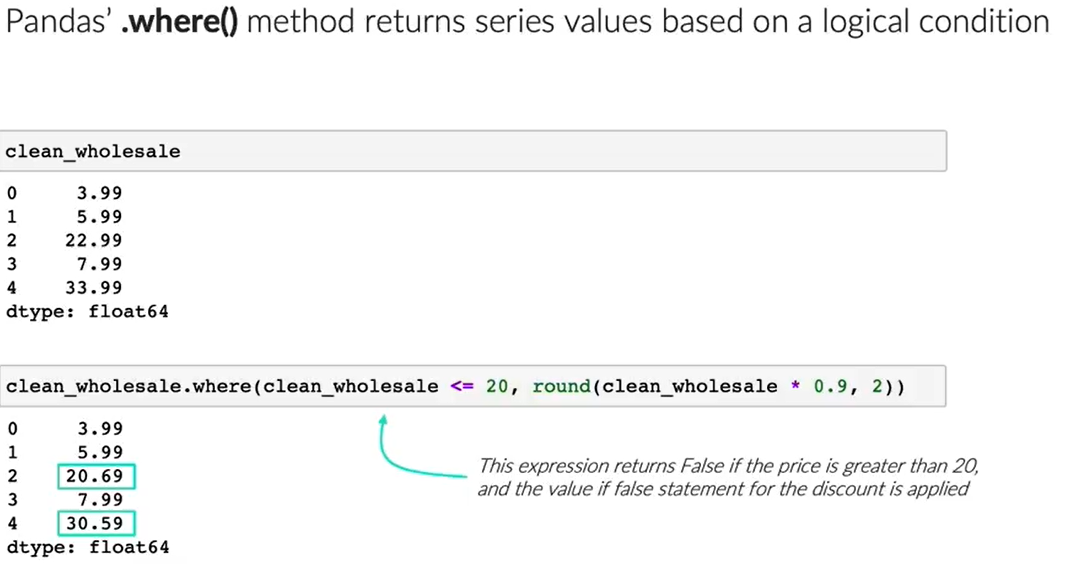 Pandas’ .where() method returns series values based on a logical condition
clean_wholesale
0 3.99
1 5.99
2 22.99
3 7.99
4 33.99
dtype: float64
clean_wholesale.where(clean_wholesale <= 20, round(clean_wholesale * 0.9, 2))
0 3.99
1 5.99
2 20.69
3 7.99
4 30.59
dtype: float64
This expression returns False if the price is greater than 20,
and the value if false statement for the discount is applied